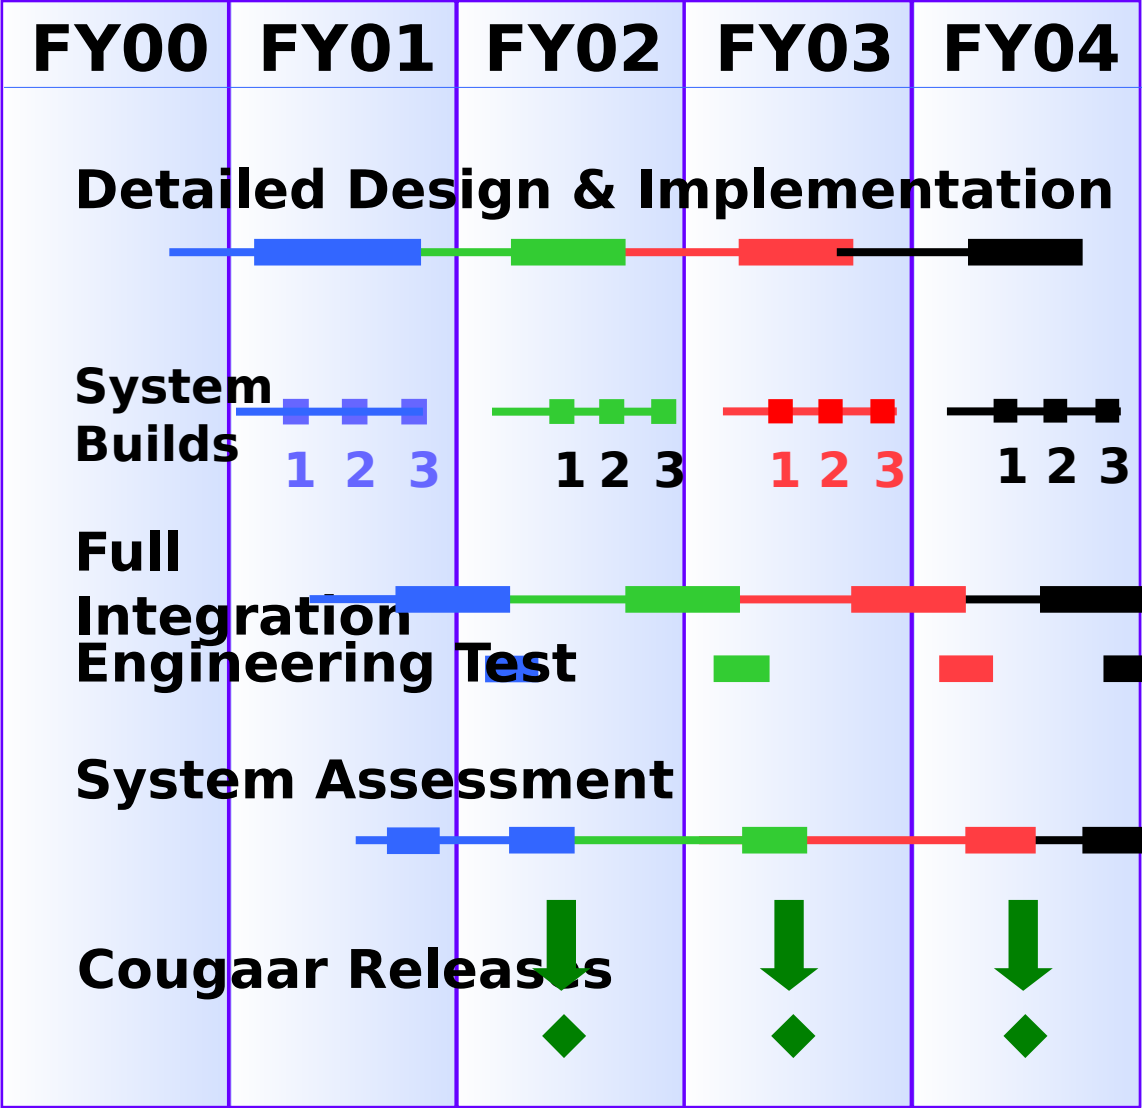 FY00 FY01 FY02 FY03 FY04
Detailed Design & Implementation
System
Builds
1 2 3 1 2 3 1 2 3 1 2 3
Full
Integration
Engineering Test
System Assessment
Cougaar Releases